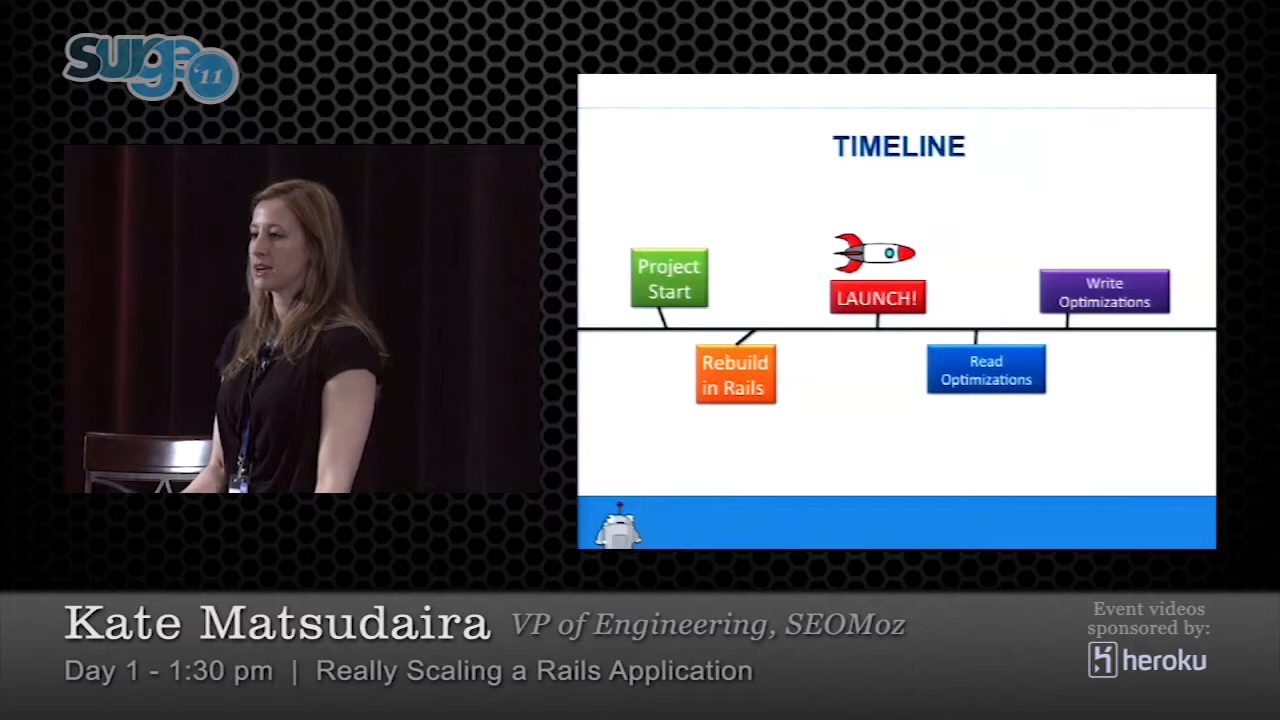 surge '11
TIMELINE
Project
Start
LAUNCH!
Write
Optimizations
Rebuild
in Rails
Read
Optimizations
Kate Matsudaira VP of Engineering, SEOMoz
Day 1 - 1:30 pm | Really Scaling a Rails Application
Event videos
sponsored by:
heroku